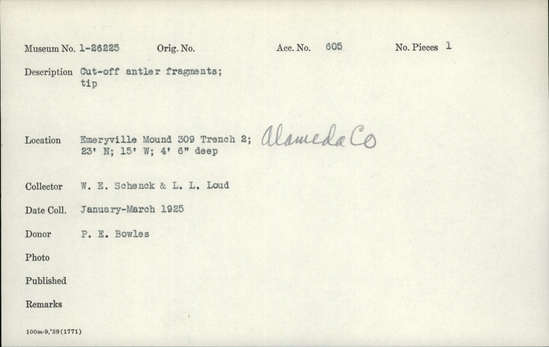 Museum No. 1-26225 Orig. No. Acc. No. 605 No. Pieces 1
Description Cut-off antler fragments;
tip
Location Emeryville Mound 309 Trench 2; Alameda Co
23' N; 15' W; 4' 6" deep
Collector W. E. Schenck & L. L. Loud
Date Coll. January-March 1925
Donor P. E. Bowles
Photo
Published
Remarks
100m-9,'39(1771)